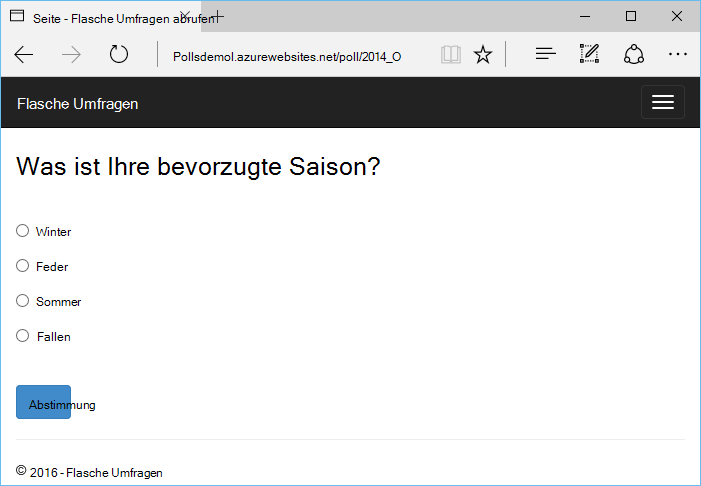 Seite - Flasche Umfragen abrufen
Pollsdemol.azurewebsites.net/poll/2014_O
Flasche Umfragen
Was ist Ihre bevorzugte Saison?
Winter
Feder
Sommer
Fallen
Abstimmung
© 2016 - Flasche Umfragen